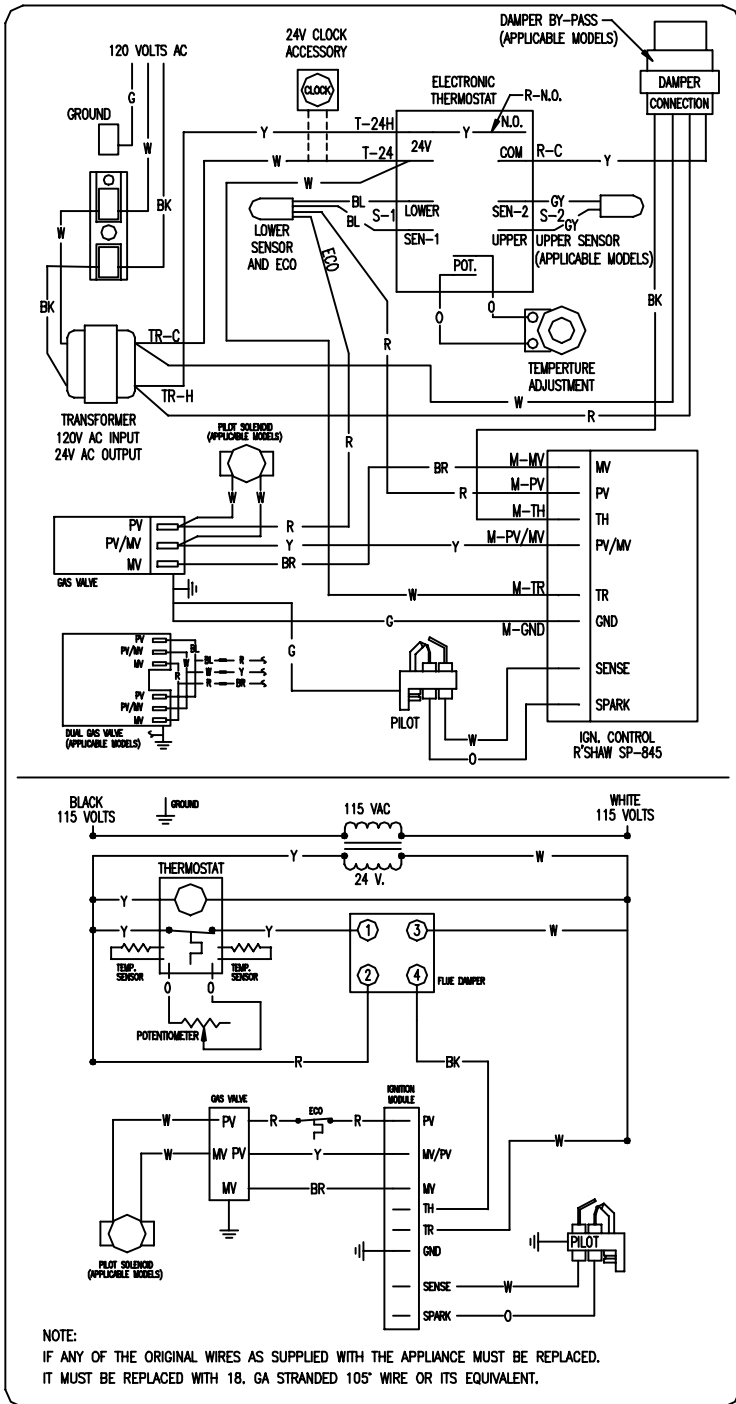 120 VOLTS AC
24V CLOCK
ACCESSORY
CLOCK
DAMPER BY-PASS
(APPLICABLE MODELS)
DAMPER
CONNECTION
ELECTRONIC
THERMOSTAT
R-N.O.
GROUND
G
W
BK
W
BK
T-24H
T-24
Y
W
W
24V
Y
N.O.
COM
R-C
Y
BL
BL
S-1
LOWER
SEN-1
SEN-2
UPPER
GY
S-2
GY
LOWER
SENSOR
AND ECO
ECO
UPPER SENSOR
(APPLICABLE MODELS)
POT.
O
O
TEMPERTURE
ADJUSTMENT
BK
R
R
TR-C
TR-H
W
R
TRANSFORMER
120V AC INPUT
24V AC OUTPUT
PILOT SOLENOID
(APPLICABLE MODELS)
W
W
PV
PV/MV
MV
GAS VALVE
R
Y
BR
BR
R
Y
W
G
G
M-MV
M-PV
M-TH
M-PV/MV
M-TR
M-GND
MV
PV
TH
PV/MV
TR
GND
SENSE
SPARK
IGN. CONTROL
R'SHAW SP-845
PILOT
W
O
PV
PV/MV
MV
PV
PV/MV
MV
BL
W
R
BL
R
W
Y
R
BR
DUAL GAS VALVE
(APPLICABLE MODELS)
BLACK
115 VOLTS
GROUND
115 VAC
WHITE
115 VOLTS
24 V.
Y
W
THERMOSTAT
Y
Y
Y
TEMP.
SENSOR
TEMP.
SENSOR
O
O
POTENTIOMETER
1
3
2
4
FLUE DAMPER
W
R
BK
GAS VALVE
ECO
IGNITION
MODULE
W
PV
R
R
PV
W
MV PV
Y
MV/PV
MV
BR
MV
TH
TR
GND
SENSE
SPARK
W
W
O
PILOT
PILOT SOLENOID
(APPLICABLE MODELS)
NOTE:
IF ANY OF THE ORIGINAL WIRES AS SUPPLIED WITH THE APPLIANCE MUST BE REPLACED.
IT MUST BE REPLACED WITH 18. GA STRANDED 105° WIRE OR ITS EQUIVALENT.